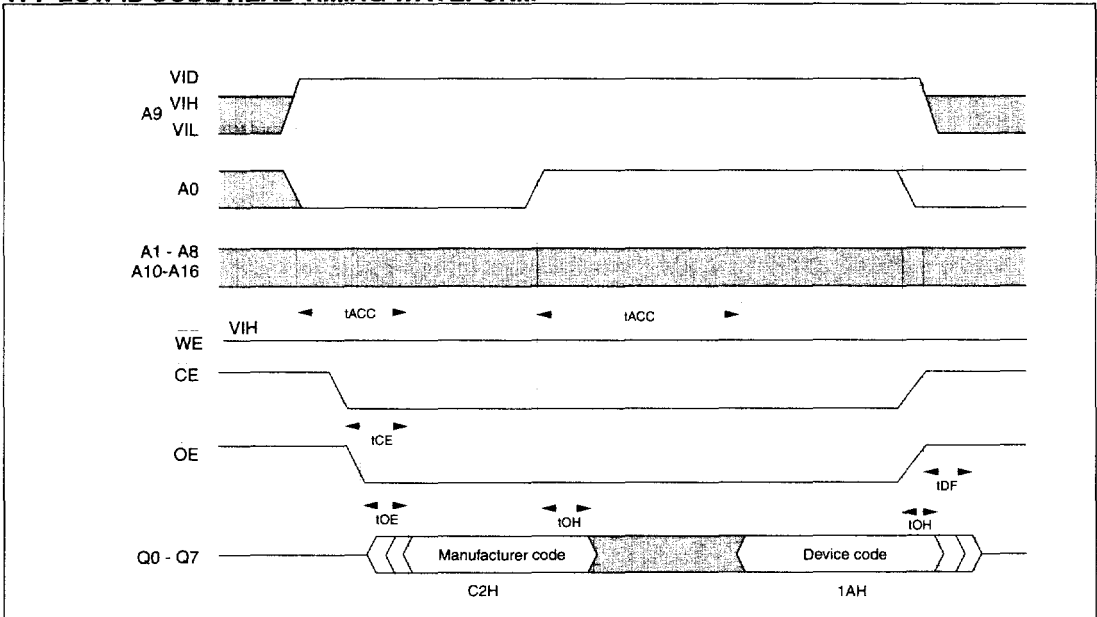 VID
A9 VIH
VIL
A0
A1 - A8
A10-A16
tACC
tACC
VIH
WE
CE
tCE
OE
tDF
tOE
tOH
tOH
Q0 - Q7
Manufacturer code
Device code
C2H
1AH